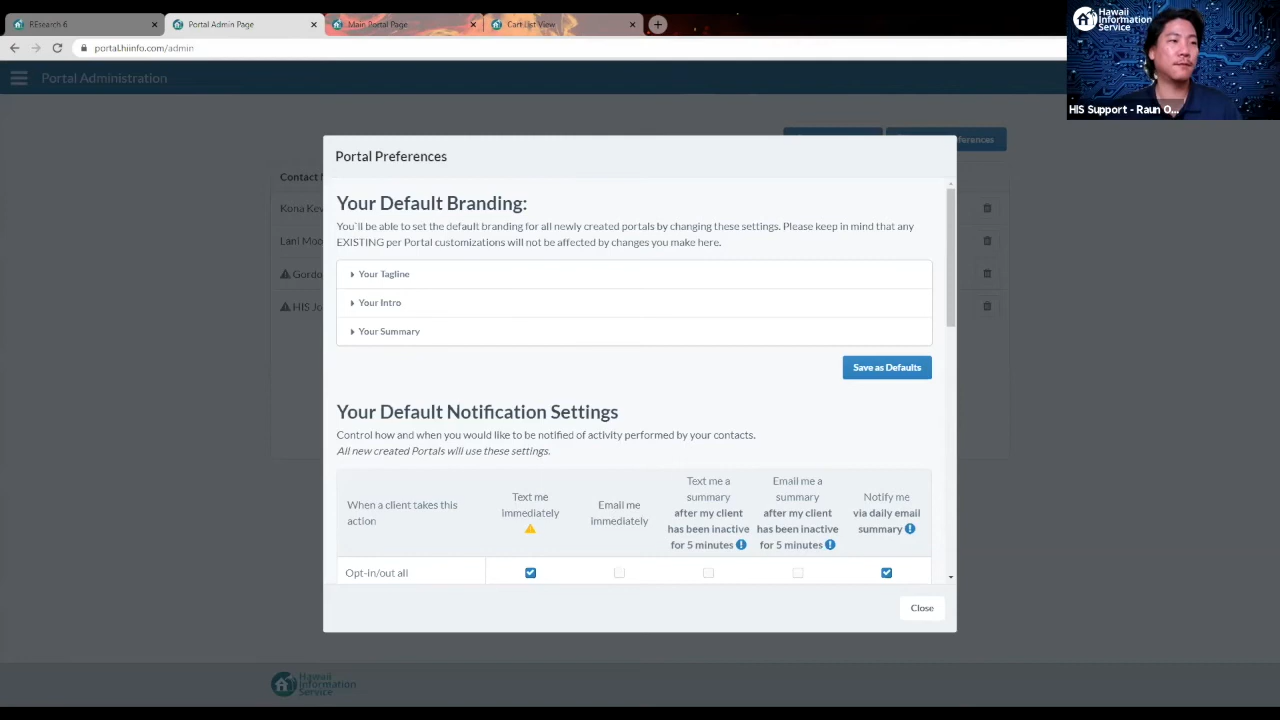 REsearch 6
Portal Admin Page
Main Portal Page
Cart List View
portal.hiinfo.com/admin
Portal Administration
Hawaii
Information
Service
HIS Support - Raun O...
Portal Preferences
Contact
Kona
Lani
Gordo
HIS
Your Default Branding:
You`ll be able to set the default branding for all newly created portals by changing these settings. Please keep in mind that any
EXISTING per Portal customizations will not be affected by changes you make here.
Your Tagline
Your Intro
Your Summary
Save as Defaults
Your Default Notification Settings
Control how and when you would like to be notified of activity performed by your contacts.
All new created Portals will use these settings.
When a client takes this
action
Text me
Immediately
Email me
immediately
Text me a
summary
after my client
has been inactive
for 5 minutes
Email me a
summary
after my client
has been inactive
for 5 minutes
Notify me
via daily email
summary
Opt-in/out all
Close
Hawaii
Information
Service